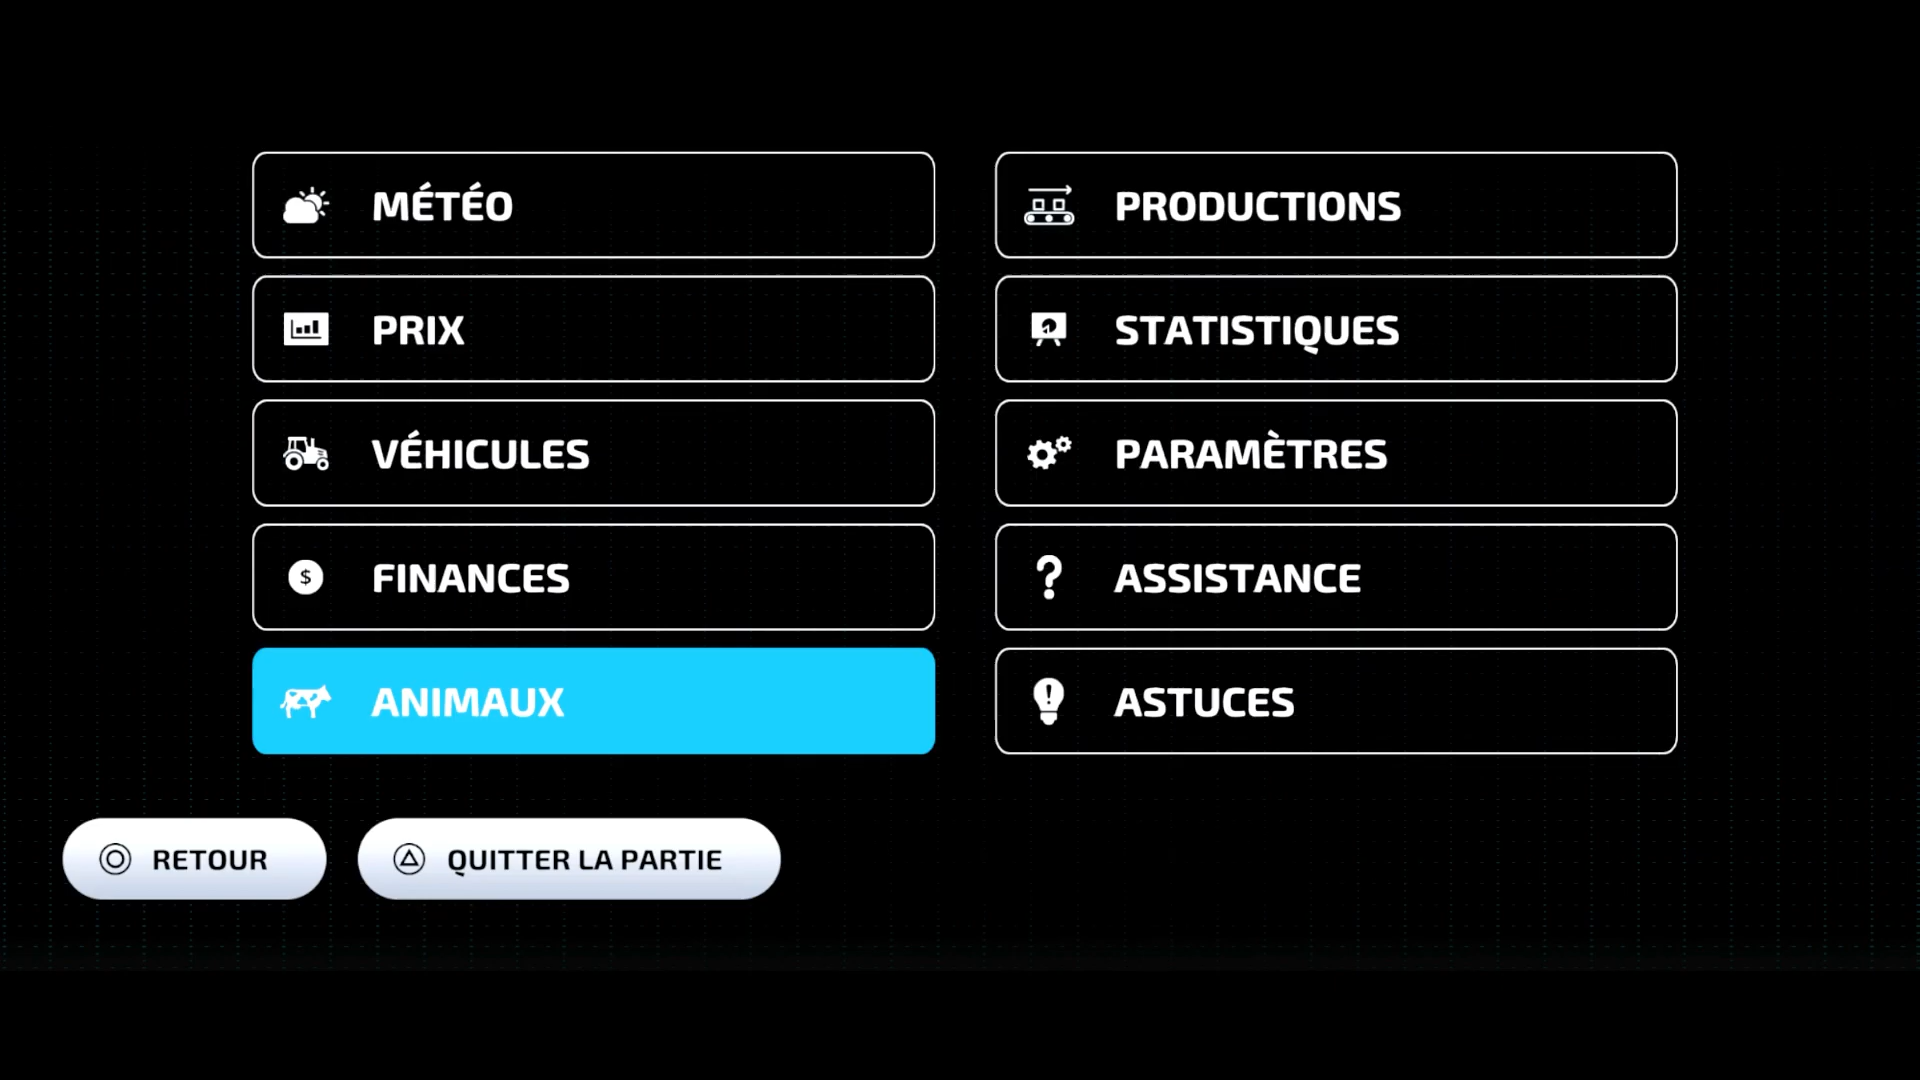 MÉTÉO
PRIX
VÉHICULES
FINANCES
ANIMAUX
PRODUCTIONS
STATISTIQUES
PARAMÈTRES
ASSISTANCE
ASTUCES
RETOUR
QUITTER LA PARTIE